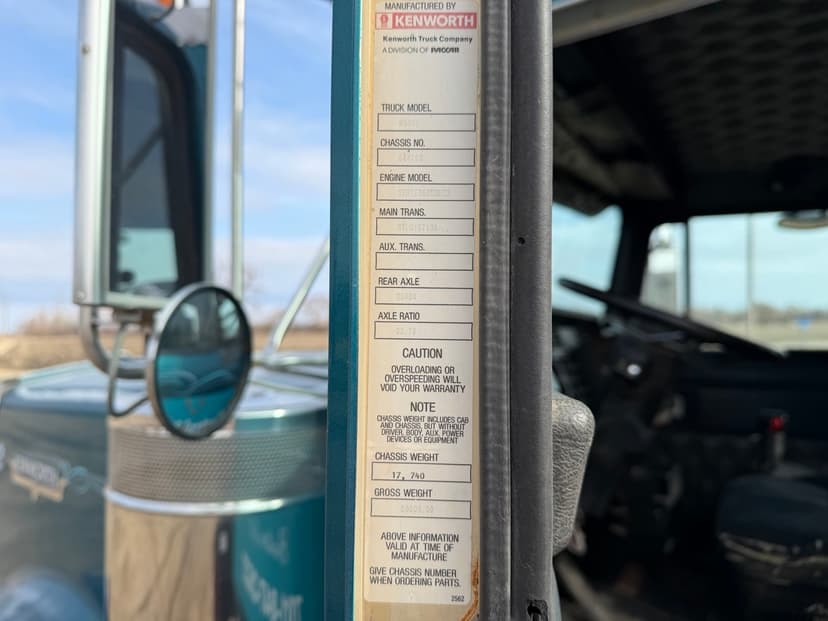 MANUFACTURED BY
KENWORTH
Kenworth Truck Company
A DIVISION OF PACCAR
TRUCK MODEL
CHASSIS NO.
ENGINE MODEL
MAIN TRANS.
AUX. TRANS.
REAR AXLE
AXLE RATIO
CAUTION
OVERLOADING OR
OVERSPEEDING WILL
VOID YOUR WARRANTY
NOTE
CHASSIS WEIGHT INCLUDES CAB
AND CHASSIS, BUT WITHOUT
DRIVER, BODY, AUX. POWER
DEVICES OR EQUIPMENT
CHASSIS WEIGHT
17, 740
GROSS WEIGHT
ABOVE INFORMATION
VALID AT TIME OF
MANUFACTURE
GIVE CHASSIS NUMBER
WHEN ORDERING PARTS.
2562
KENWORTH